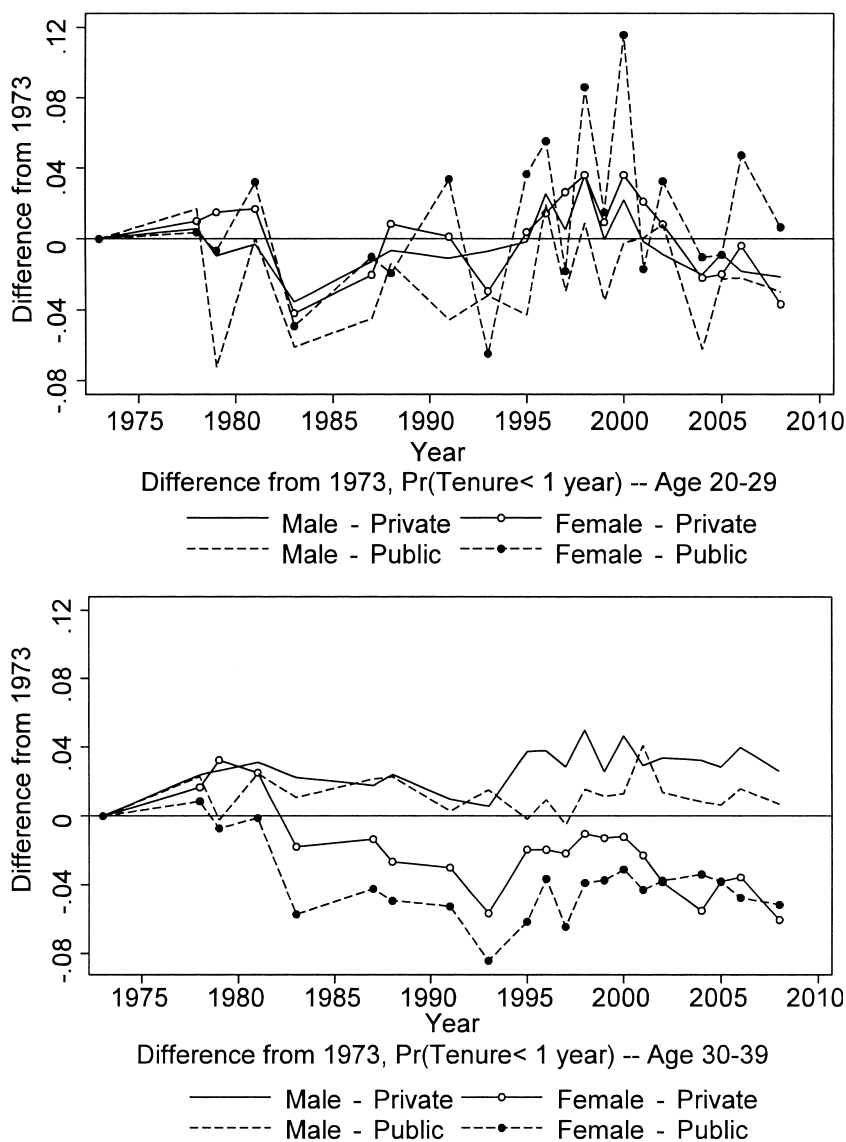 .12
.08
.04
0
-.04
-.08
Difference from 1973
1975 1980 1985 1990 1995 2000 2005 2010
Year
Difference from 1973, Pr(Tenure< 1 year) -- Age 20-29
Male - Private Female - Private
Male - Public Female - Public
.12
.08
.04
0
-.04
-.08
Difference from 1973
1975 1980 1985 1990 1995 2000 2005 2010
Year
Difference from 1973, Pr(Tenure< 1 year) -- Age 30-39
Male - Private Female - Private
Male - Public Female - Public